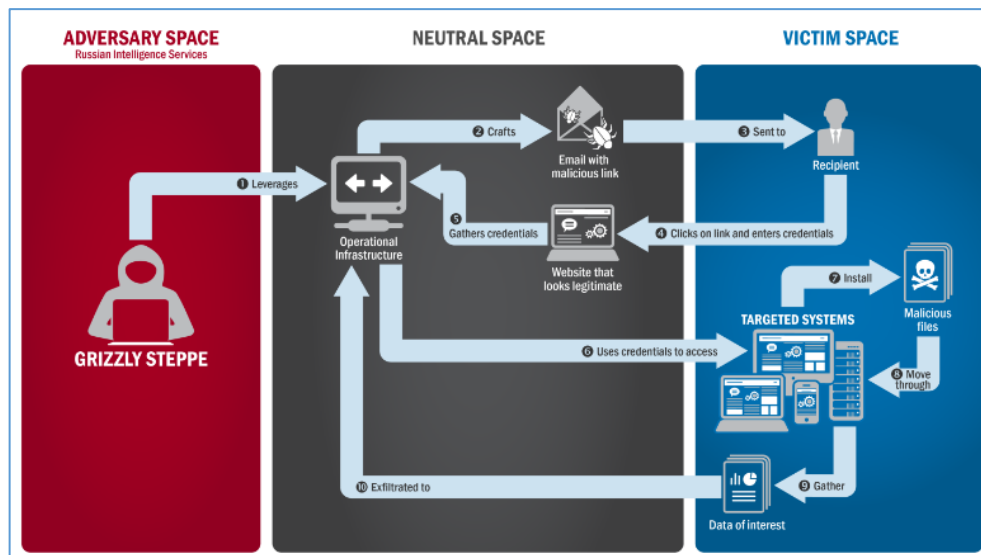 ADVERSARY SPACE
Russian Intelligence Services
NEUTRAL SPACE
VICTIM SPACE
❶ Leverages
GRIZZLY STEPPE
Operational
Infrastructure
❷ Crafts
Email with
malicious link
❸ Sent to
Recipient
❹ Clicks on link and enters credentials
Website that
looks legitimate
❺
Gathers credentials
❻ Uses credentials to access
TARGETED SYSTEMS
❼ Install
Malicious
files
❽ Move
through
❾ Gather
Data of interest
❿ Exfiltrated to